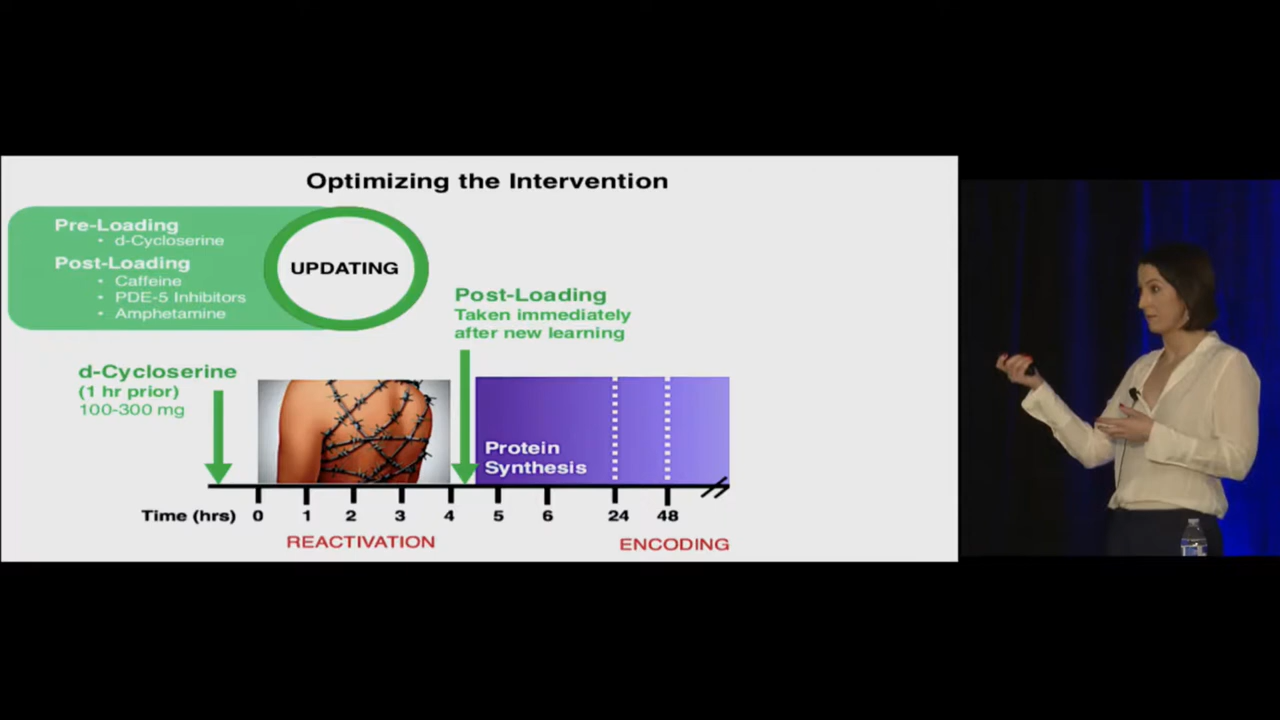 Optimizing the Intervention
Pre-Loading
• d-Cycloserine
Post-Loading
• Caffeine
• PDE-5 Inhibitors
• Amphetamine
UPDATING
Post-Loading
Taken immediately
after new learning
d-Cycloserine
(1 hr prior)
100-300 mg
Protein
Synthesis
Time (hrs) 0 1 2 3 4 5 6 24 48
REACTIVATION ENCODING